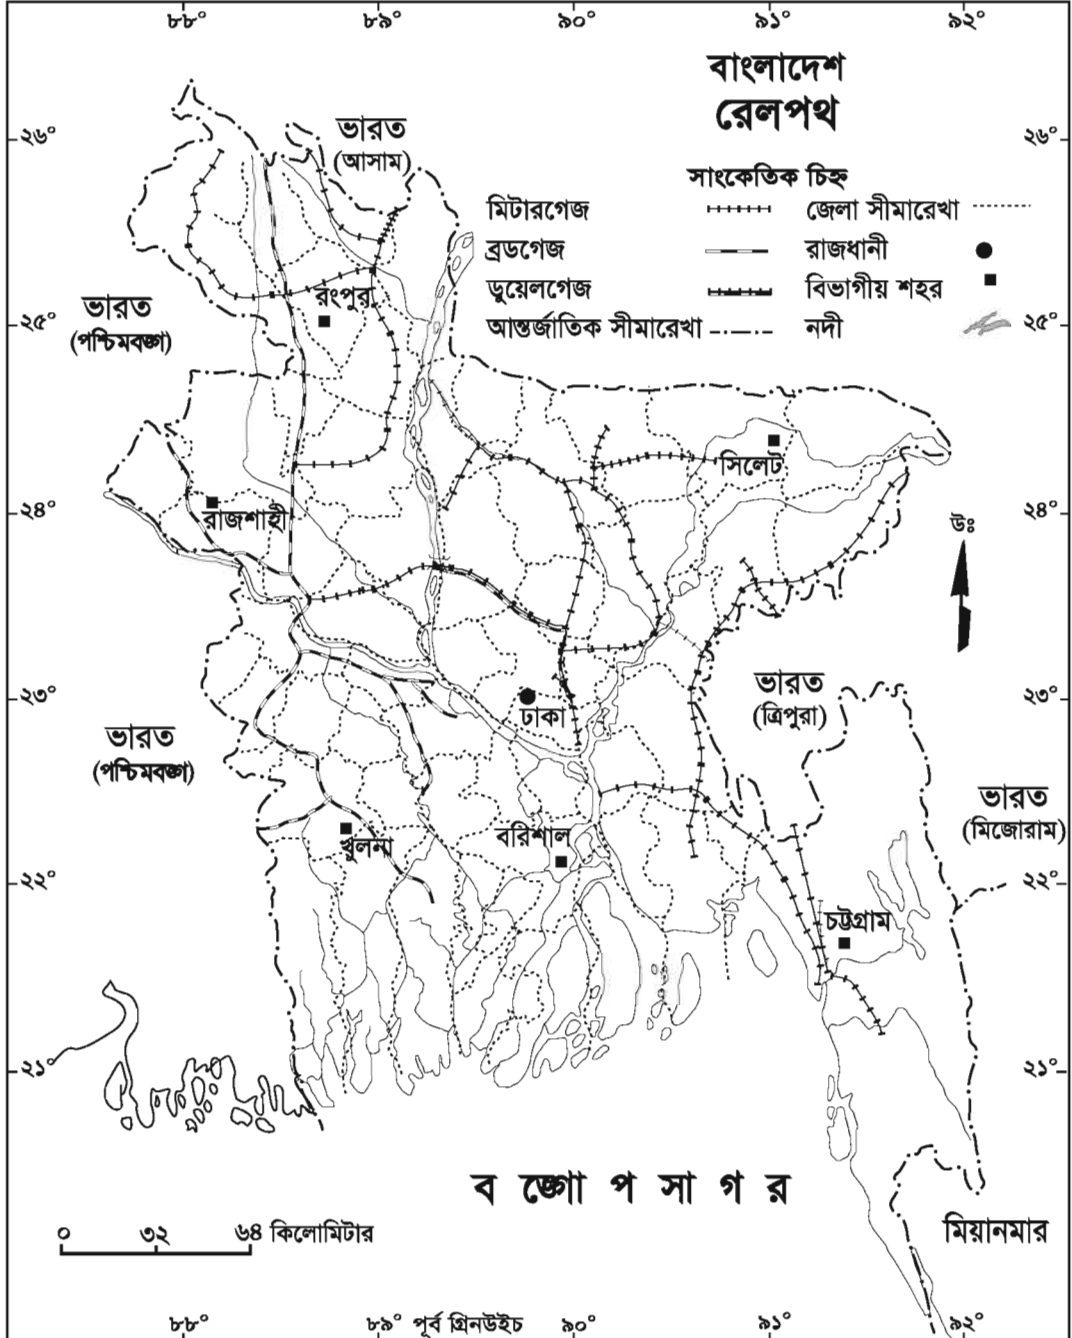 ৮৮° ৮৯° ৯০° ৯১° ৯২°
বাংলাদেশ
রেলপথ
২৬° ২৬°
ভারত
(আসাম)
সাংকেতিক চিহ্ন
মিটারগেজ
জেলা সীমারেখা
ব্রডগেজ
রাজধানী
ডুয়েলগেজ
বিভাগীয় শহর
আন্তর্জাতিক সীমারেখা
নদী
ভারত
(পশ্চিমবঙ্গ)
রংপুর
২৫° ২৫°
সিলেট
রাজশাহী
২৪° ২৪°
উঃ
ভারত
(ত্রিপুরা)
২৩° ২৩°
ঢাকা
ভারত
(পশ্চিমবঙ্গ)
ভারত
(মিজোরাম)
বরিশাল
খুলনা
২২° ২২°
চট্টগ্রাম
২১° ২১°
ব ঙ্গো প সা গ র
মিয়ানমার
০ ৩২ ৬৪ কিলোমিটার
৮৮° ৮৯° পূর্ব গ্রিনউইচ ৯০° ৯১° ৯২°